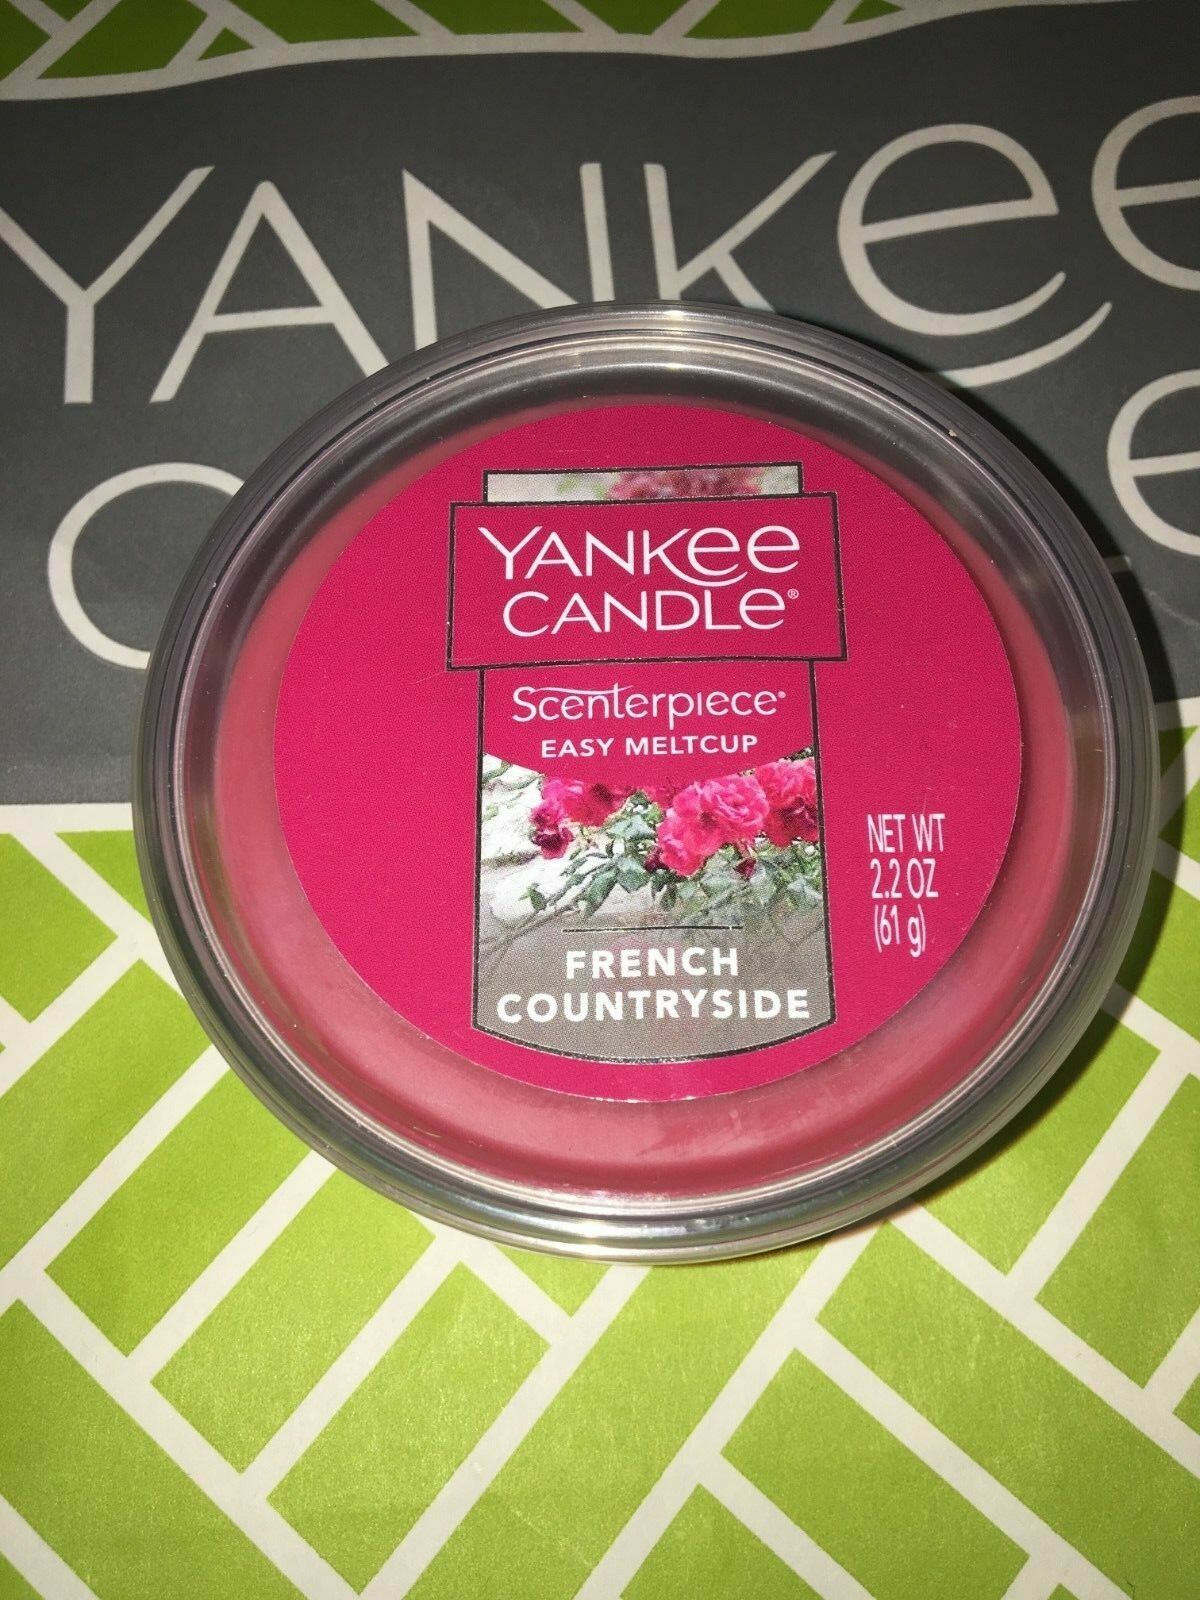 YANKEE
YANKEE
CANDLE®
Scenterpiece®
EASY MELTCUP
NET WT
2.2 OZ
(61 g)
FRENCH
COUNTRYSIDE